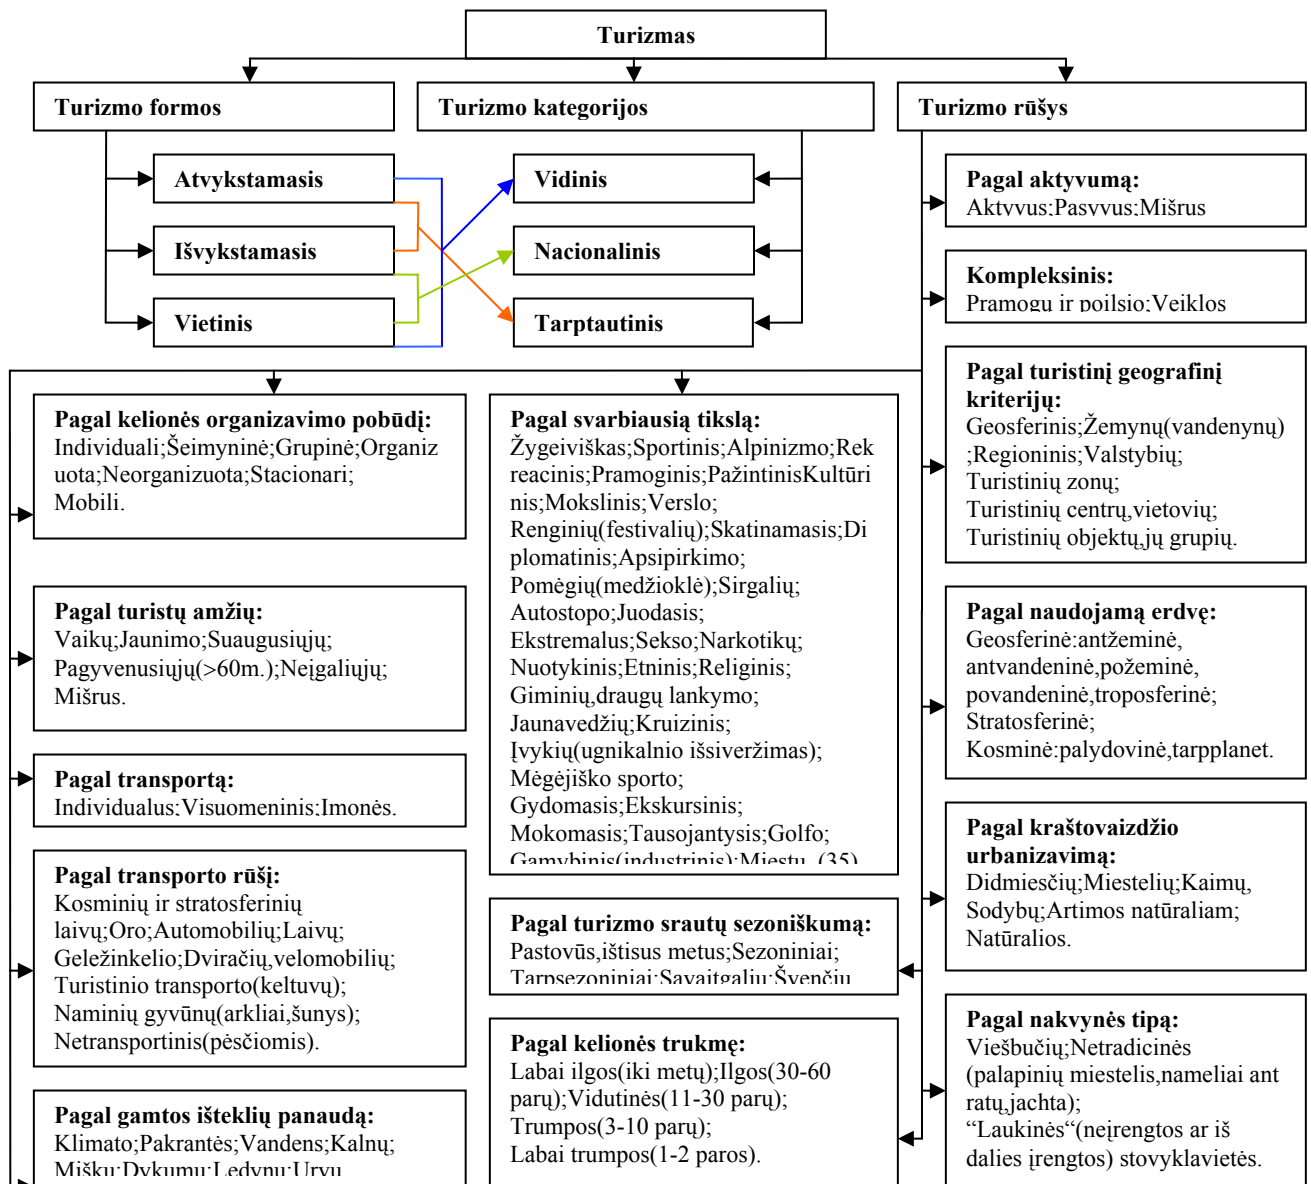 Turizmas
Turizmo formos
Turizmo kategorijos
Turizmo rūšys
Atvykstamasis
Išvykstamasis
Vietinis
Vidinis
Nacionalinis
Tarptautinis
Pagal aktyvumą:
Aktyvus;Pasyvus;Mišrus
Kompleksinis:
Pramogų ir poilsio;Veiklos
Pagal turistinį geografinį
kriterijų:
Geosferinis;Žemynų(vandenynų)
;Regioninis;Valstybių;
Turistinių zonų;
Turistinių centrų,vietovių;
Turistinių objektų,jų grupių.
Pagal kelionės organizavimo pobūdį:
Individuali;Šeimyninė;Grupinė;Organiz
uota;Neorganizuota;Stacionari;
Mobili.
Pagal svarbiausią tikslą:
Žygeiviškas;Sportinis;Alpinizmo;Rek
reacinis;Pramoginis;PažintinisKultūri
nis;Mokslinis;Verslo;
Renginių(festivalių);Skatinamasis;Di
plomatinis;Apsipirkimo;
Pomėgių(medžioklė);Sirgalių;
Autostopo;Juodasis;
Ekstremalus;Sekso;Narkotikų;
Nuotykinis;Etninis;Religinis;
Giminių,draugų lankymo;
Jaunavedžių;Kruizinis;
Įvykių(ugnikalnio išsiveržimas);
Mėgėjiško sporto;
Gydomasis;Ekskursinis;
Mokomasis;Tausojantysis;Golfo;
Gamybinis(industrinis);Miestų. (35)
Pagal turistų amžių:
Vaikų;Jaunimo;Suaugusiųjų;
Pagyvenusiųjų(>60m.);Neįgaliųjų;
Mišrus.
Pagal naudojamą erdvę:
Geosferinė:antžeminė,
antvandeninė,požeminė,
povandeninė,troposferinė;
Stratosferinė;
Kosminė:palydovinė,tarpplanet.
Pagal transportą:
Individualus;Visuomeninis;Įmonės.
Pagal kraštovaizdžio
urbanizavimą:
Didmiesčių;Miestelių;Kaimų,
Sodybų;Artimos natūraliam;
Natūralios.
Pagal transporto rūšį:
Kosminių ir stratosferinių
laivų;Oro;Automobilių;Laivų;
Geležinkelio;Dviračių,velomobilių;
Turistinio transporto(keltuvų);
Naminių gyvūnų(arkliai,šunys);
Netransportinis(pėsčiomis).
Pagal turizmo srautų sezoniškumą:
Pastovūs,ištisus metus;Sezoniniai;
Tarpsezoniniai;Savaitgalių;Švenčių
Pagal nakvynės tipą:
Viešbučių;Netradicinės
(palapinių miestelis,nameliai ant
ratų,jachta);
“Laukinės“(neįrengtos ar iš
dalies įrengtos) stovyklavietės.
Pagal kelionės trukmę:
Labai ilgos(iki metų);Ilgos(30-60
parų);Vidutinės(11-30 parų);
Trumpos(3-10 parų);
Labai trumpos(1-2 paros).
Pagal gamtos išteklių panaudą:
Klimato;Pakrantės;Vandens;Kalnų;
Miškų;Dykumų;Ledynų;Urvų